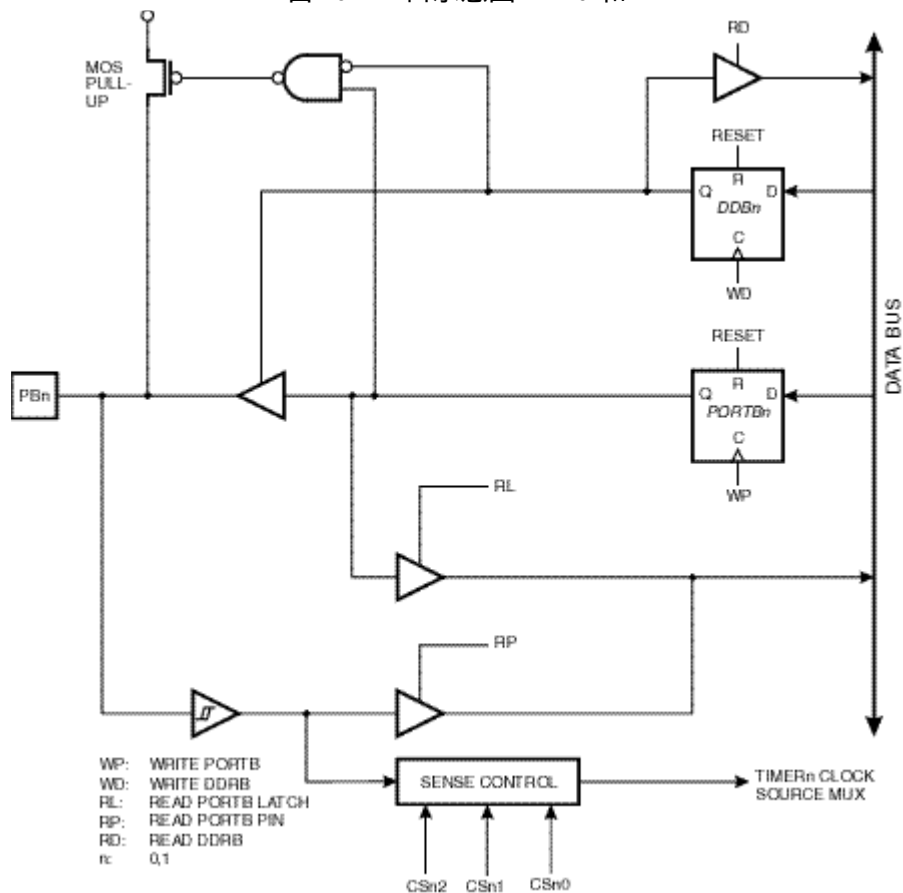 RD
MOS
PULL-
UP
RESET
R
Q
D
DDBn
C
WD
RESET
R
PBn
Q
D
PORTBn
C
WP
DATA BUS
RL
RP
WP: WRITE PORTB
WD: WRITE DDRB
RL: READ PORTB LATCH
RP: READ PORTB PIN
RD: READ DDRB
n: 0,1
SENSE CONTROL
TIMERn CLOCK
SOURCE MUX
CSn2
CSn1
CSn0